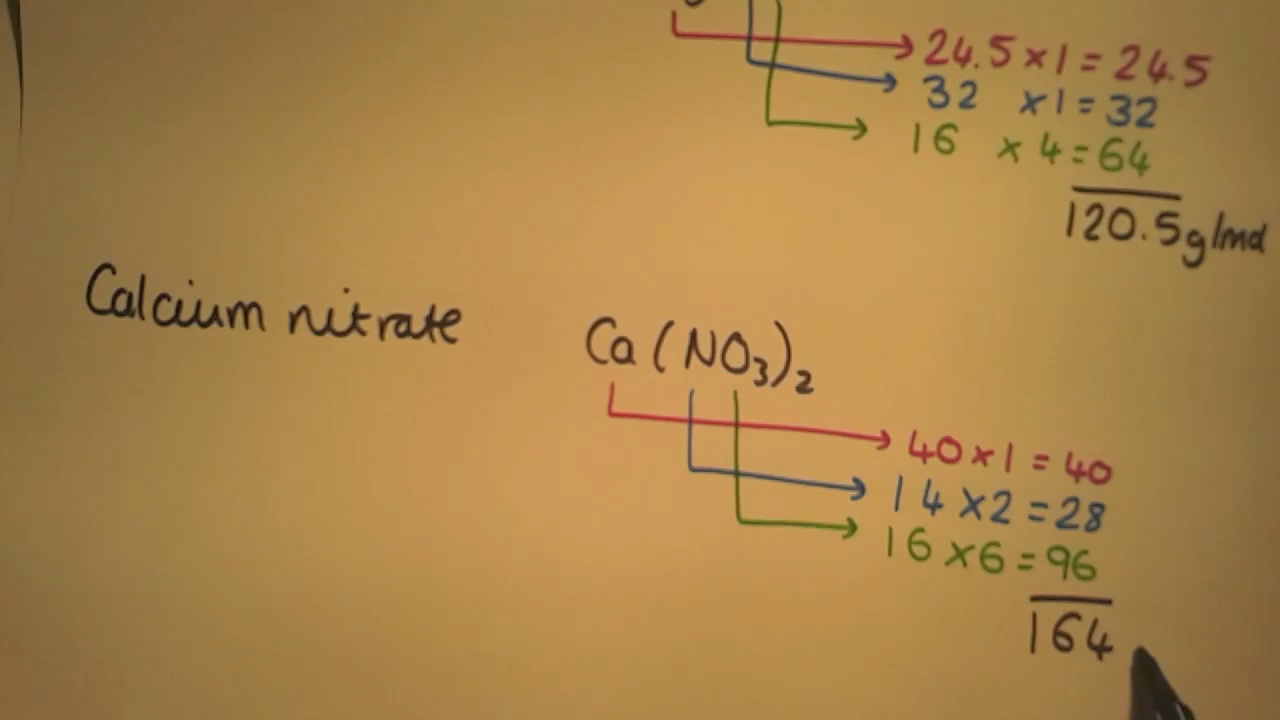 24.5 × 1 = 24.5
32 × 1 = 32
16 × 4 = 64
120.5 g/mol
Calcium nitrate Ca(NO₃)₂
40 × 1 = 40
14 × 2 = 28
16 × 6 = 96
164